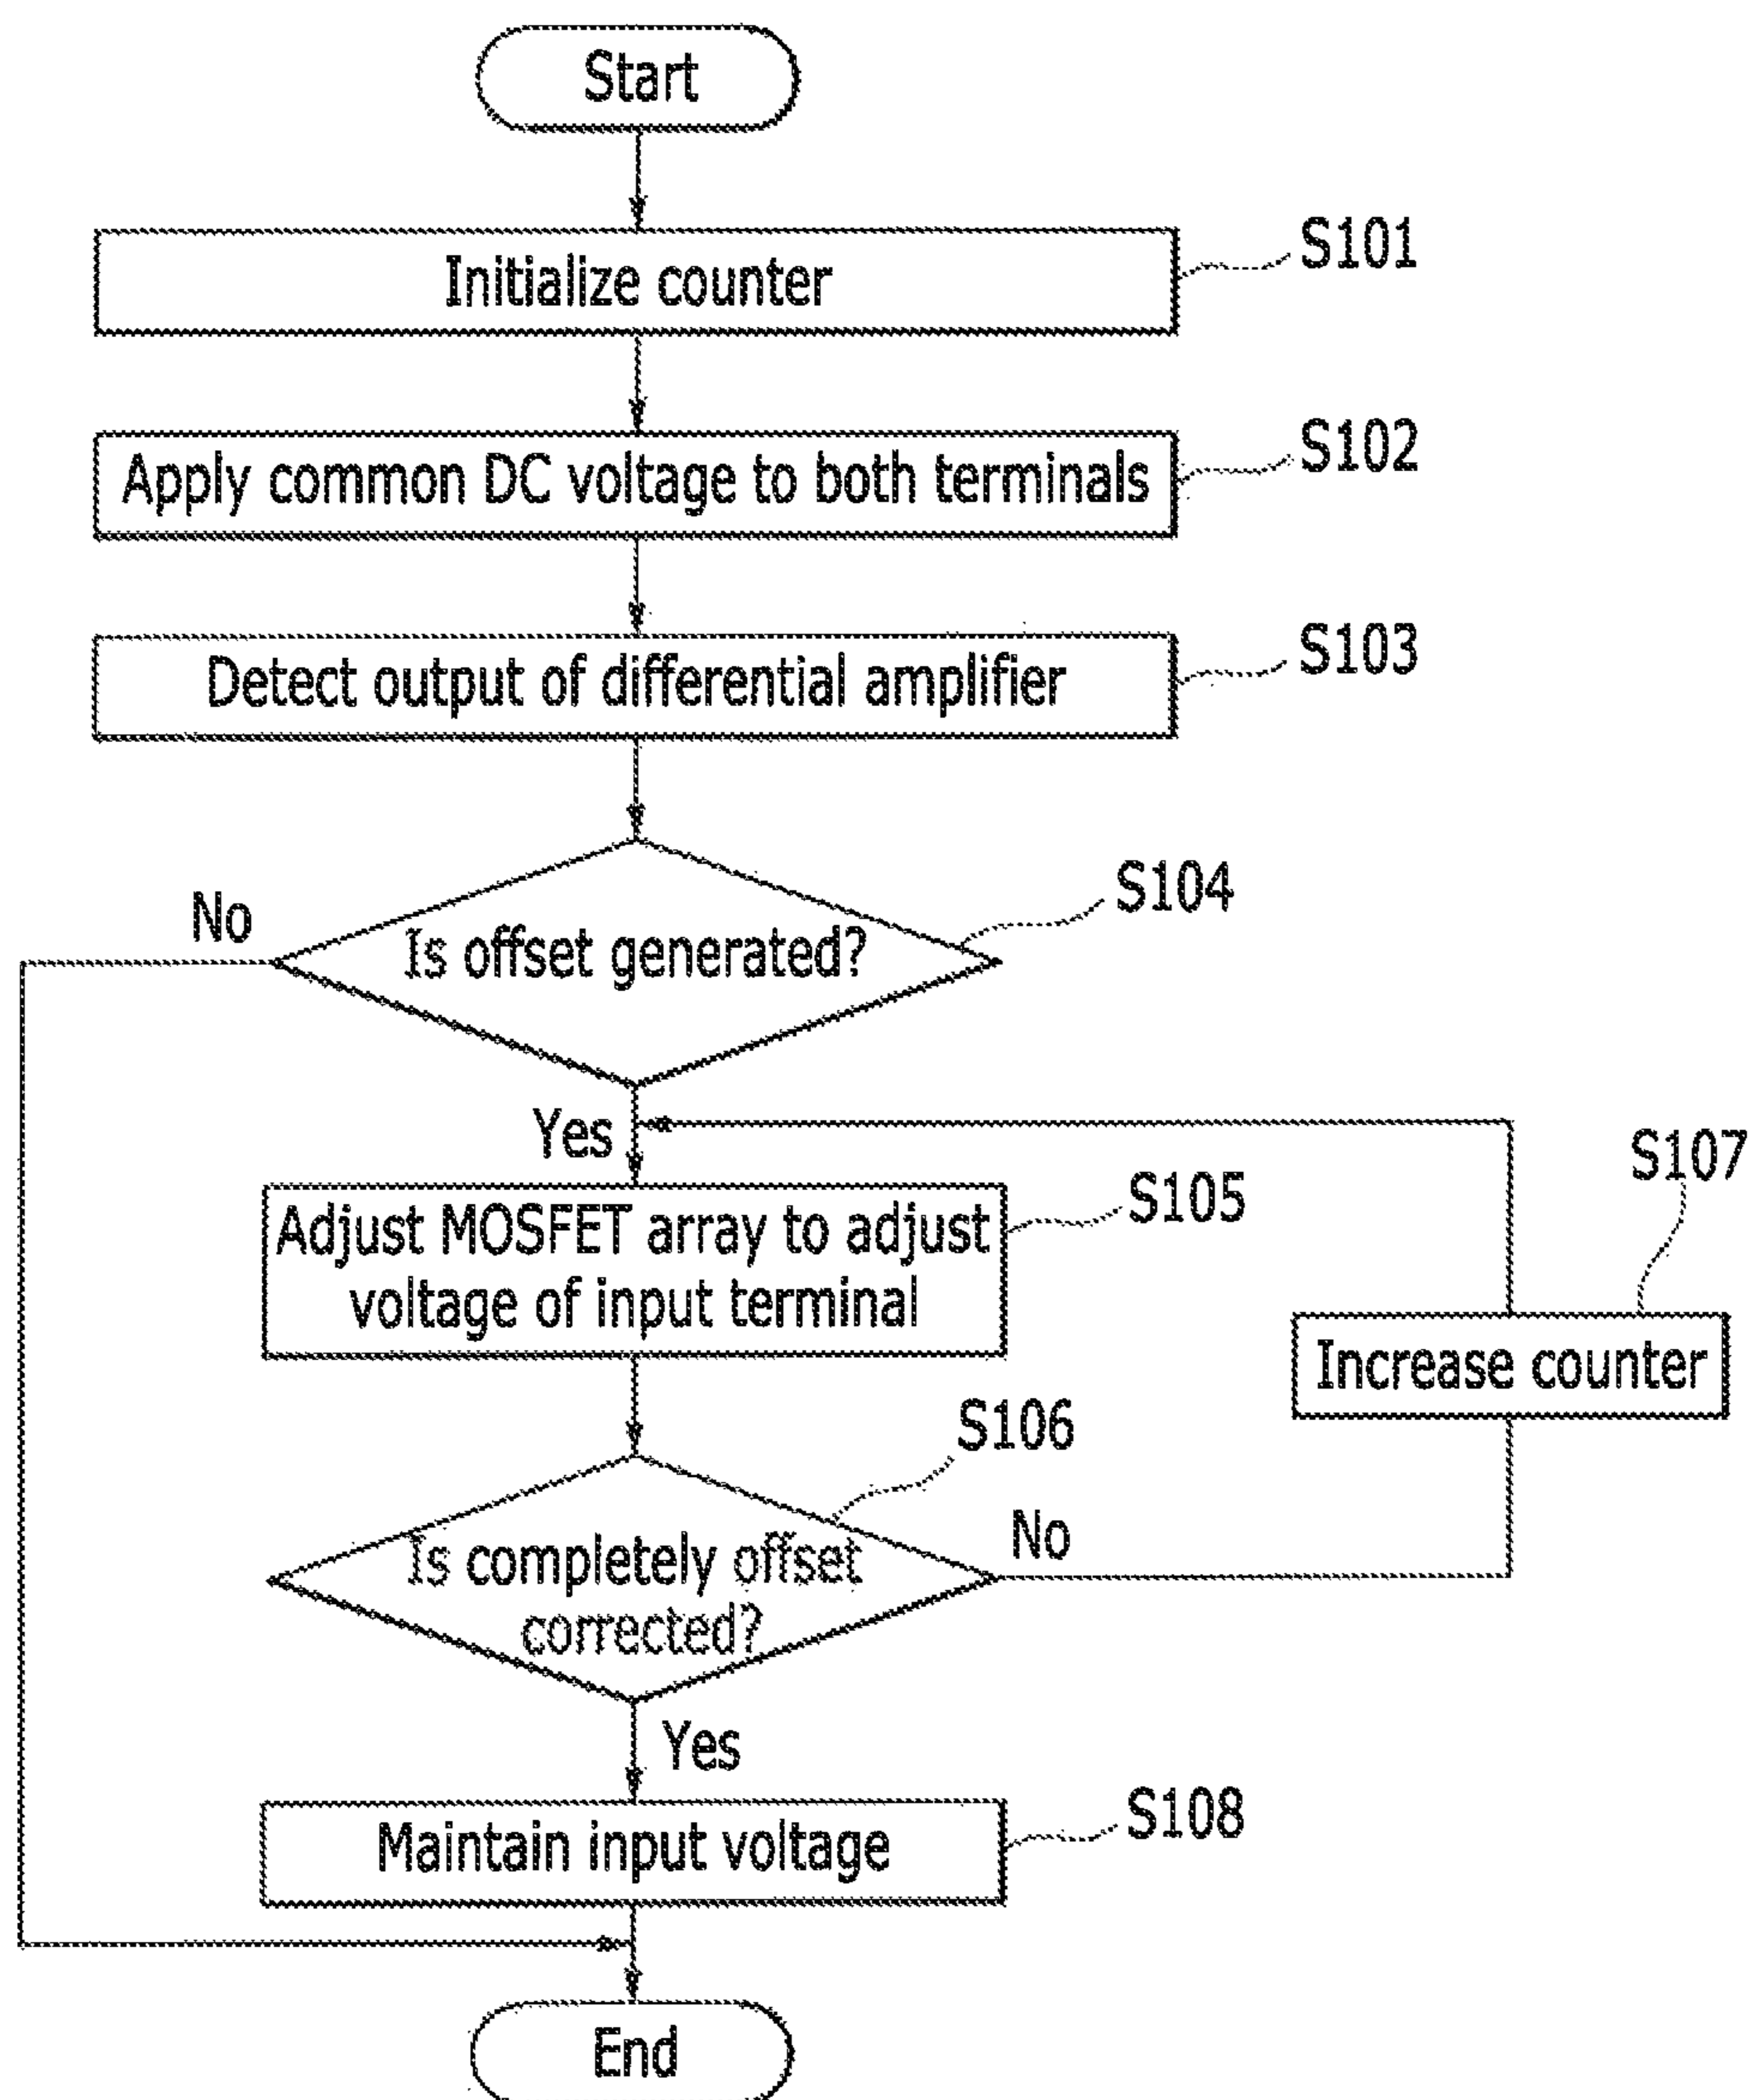 Start
Initialize counter
S101
Apply common DC voltage to both terminals
S102
Detect output of differential amplifier
S103
No
Is offset generated?
S104
Yes
Adjust MOSFET array to adjust
voltage of input terminal
S105
S107
Increase counter
S106
Is completely offset
corrected?
No
Yes
Maintain input voltage
S108
End